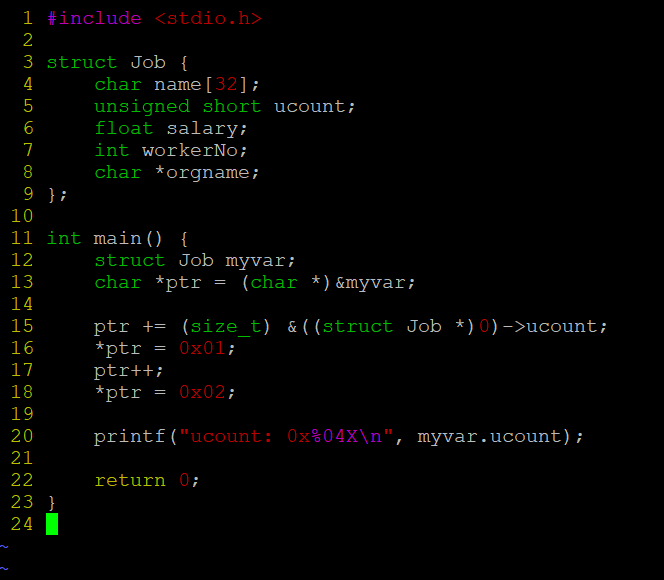 1 #include <stdio.h>
2
3 struct Job {
4     char name[32];
5     unsigned short ucount;
6     float salary;
7     int workerNo;
8     char *orgname;
9 };
10
11 int main() {
12     struct Job myvar;
13     char *ptr = (char *)&myvar;
14
15     ptr += (size_t) &((struct Job *)0)->ucount;
16     *ptr = 0x01;
17     ptr++;
18     *ptr = 0x02;
19
20     printf("ucount: 0x%04X\n", myvar.ucount);
21
22     return 0;
23 }
24
~
~